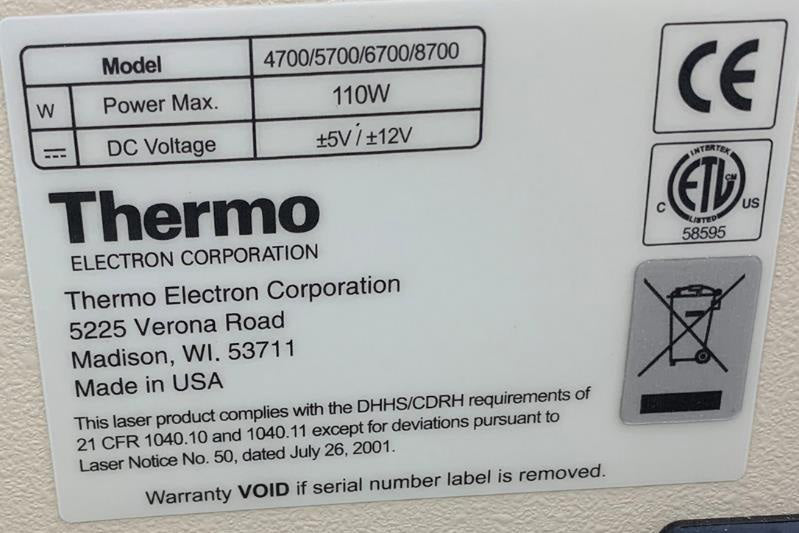 Model 4700/5700/6700/8700
W Power Max. 110W
DC Voltage ±5V / ±12V
CE
INTERTEK
C ETL CM US
LISTED
58595
Thermo
ELECTRON CORPORATION
Thermo Electron Corporation
5225 Verona Road
Madison, WI. 53711
Made in USA
This laser product complies with the DHHS/CDRH requirements of
21 CFR 1040.10 and 1040.11 except for deviations pursuant to
Laser Notice No. 50, dated July 26, 2001.
Warranty VOID if serial number label is removed.